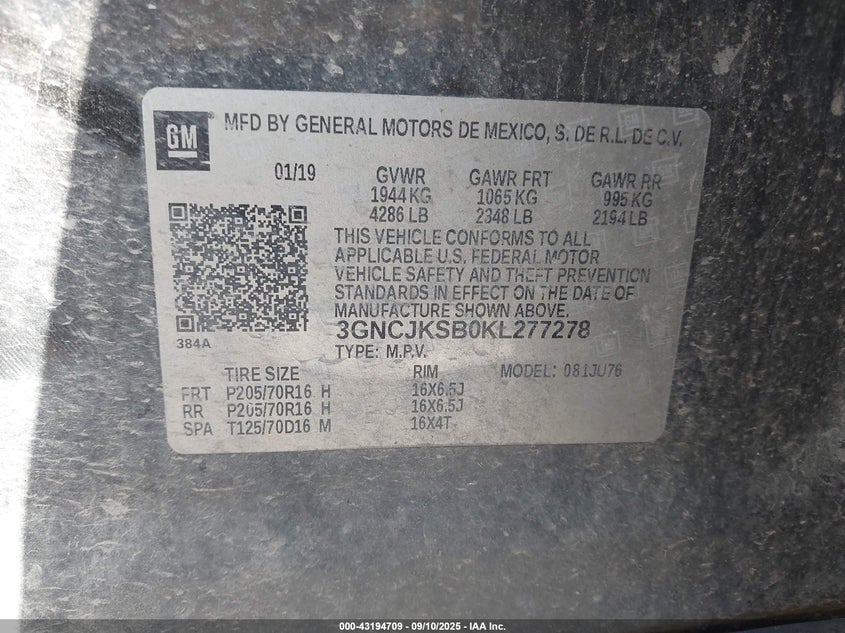 GM
MFD BY GENERAL MOTORS DE MEXICO, S. DE R.L. DE C.V.
01/19 GVWR GAWR FRT GAWR RR
1944 KG 1065 KG 995 KG
4286 LB 2348 LB 2194 LB
THIS VEHICLE CONFORMS TO ALL
APPLICABLE U.S. FEDERAL MOTOR
VEHICLE SAFETY AND THEFT PREVENTION
STANDARDS IN EFFECT ON THE DATE OF
MANUFACTURE SHOWN ABOVE.
384A
3GNCJKSB0KL277278
TYPE: M.P.V.
TIRE SIZE RIM MODEL: 081JU76
FRT P205/70R16 H 16X6.5J
RR P205/70R16 H 16X6.5J
SPA T125/70D16 M 16X4T
000-43194709 - 09/10/2025 - IAA Inc.